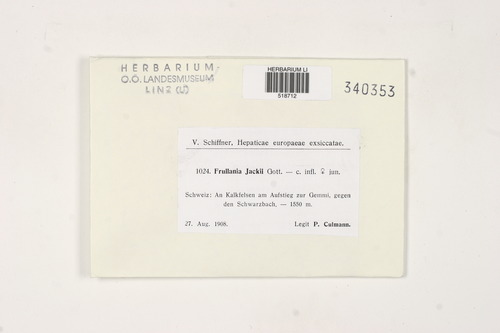 HERBARIUM
O.Ö. LANDESMUSEUM
LINZ (LI)
HERBARIUM LI
518712
340353
V. Schiffner, Hepaticae europaeae exsiccatae.
1024. Frullania Jackii Gott. — c. infl. ♀ jun.
Schweiz: An Kalkfelsen am Aufstieg zur Gemmi, gegen
den Schwarzbach. — 1550 m.
27. Aug. 1908. Legit P. Culmann.